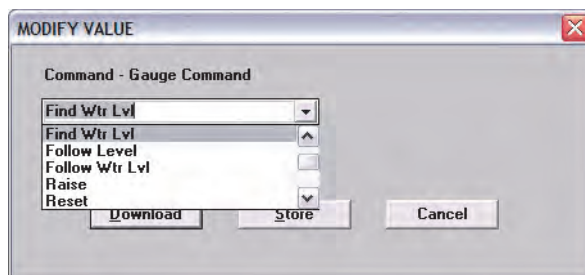 MODIFY VALUE
Command - Gauge Command
Find Wtr Lvl
Find Wtr Lvl
Follow Level
Follow Wtr Lvl
Raise
Reset
Download Store Cancel